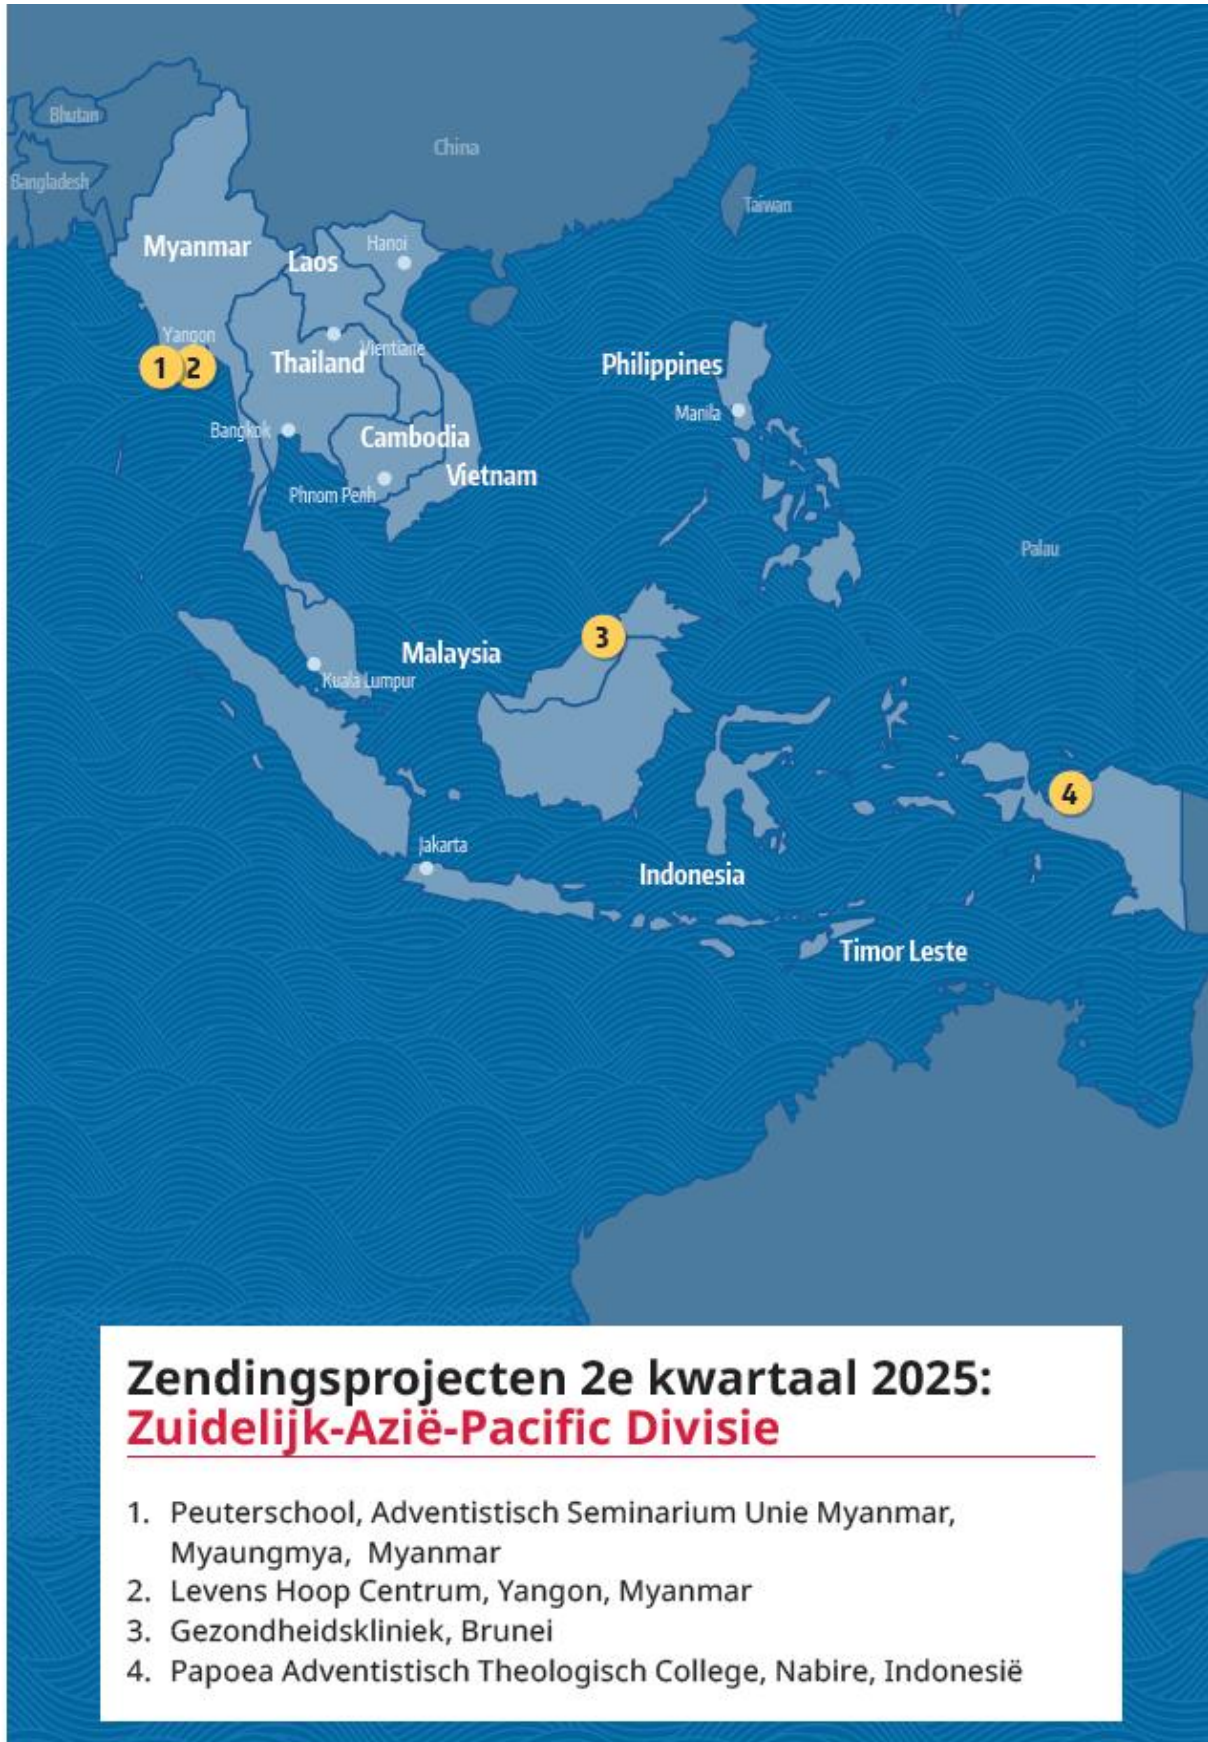 Bhutan
China
Bangladesh
Taiwan
Myanmar
Hanoi
Laos
Yangon
Vientiane
1 2
Thailand
Philippines
Manila
Bangkok
Cambodia
Vietnam
Phnom Penh
Palau
3
Malaysia
Kuala Lumpur
4
Jakarta
Indonesia
Timor Leste
Zendingsprojecten 2e kwartaal 2025:
Zuidelijk-Azië-Pacific Divisie
1. Peuterschool, Adventistisch Seminarium Unie Myanmar,
Myaungmya, Myanmar
2. Levens Hoop Centrum, Yangon, Myanmar
3. Gezondheidskliniek, Brunei
4. Papoea Adventistisch Theologisch College, Nabire, Indonesië